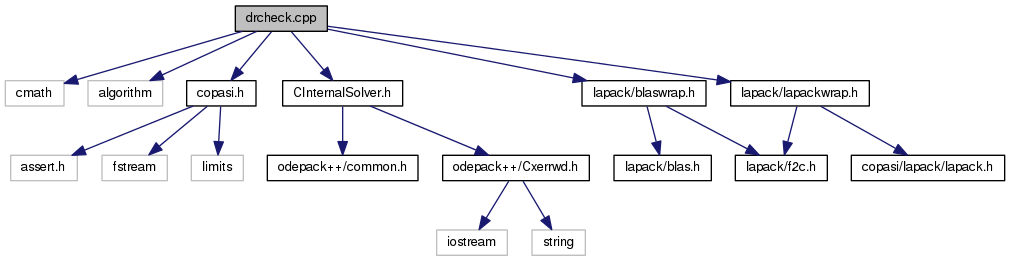 drcheck.cpp
cmath
algorithm
copasi.h
CInternalSolver.h
lapack/blaswrap.h
lapack/lapackwrap.h
assert.h
fstream
limits
odepack++/common.h
odepack++/Cxerrwd.h
lapack/blas.h
lapack/f2c.h
copasi/lapack/lapack.h
iostream
string